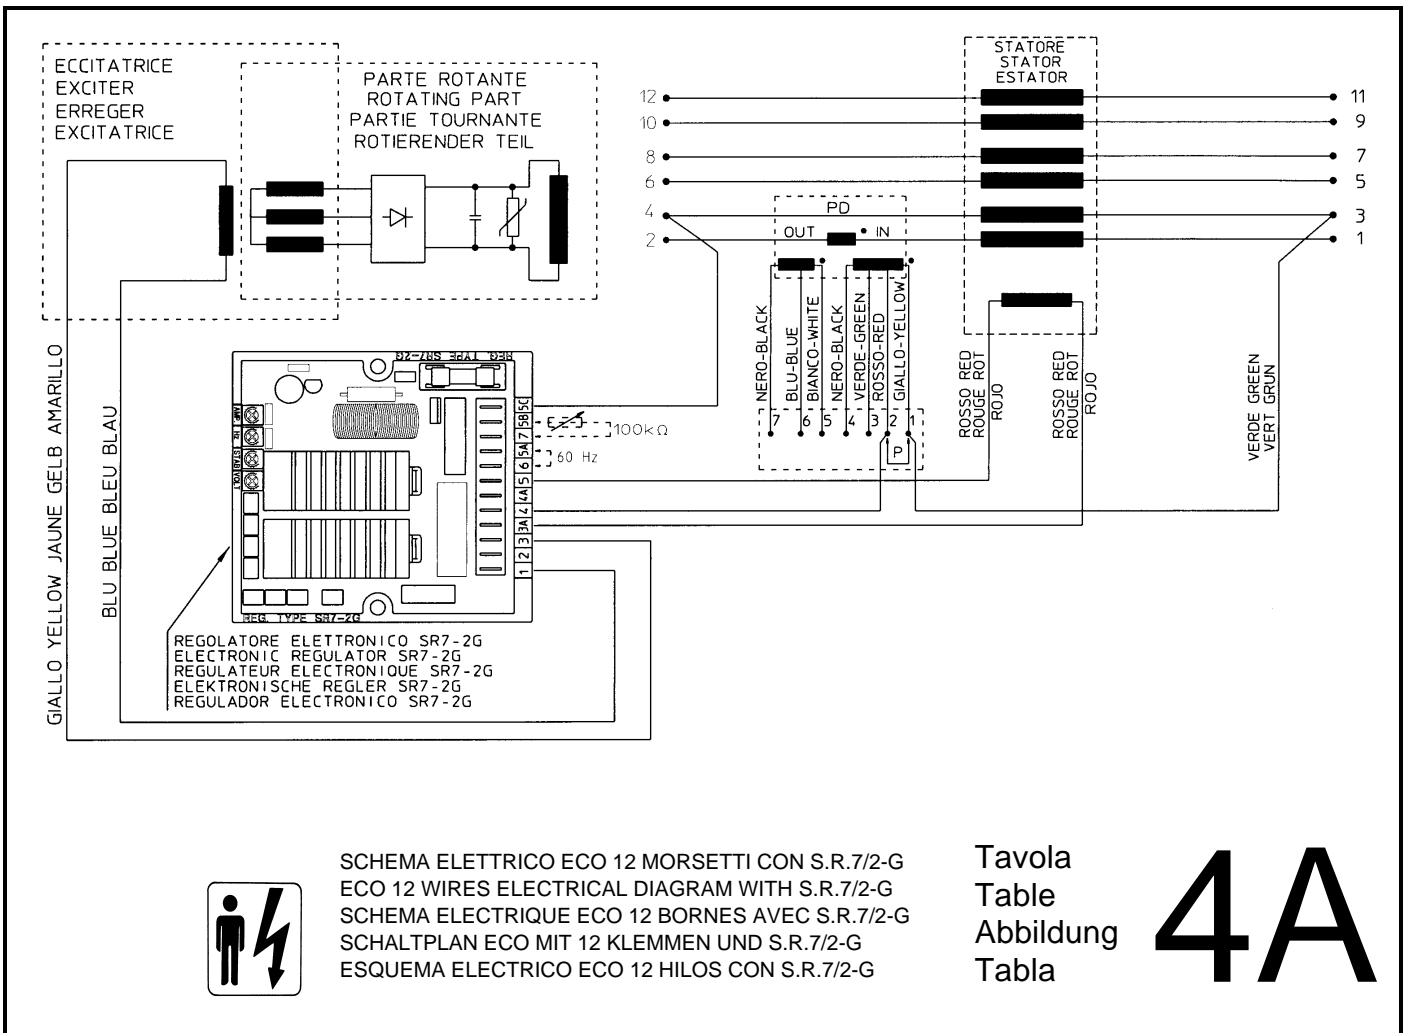 ECCITATRICE
EXCITER
ERREGER
EXCITATRICE
PARTE ROTANTE
ROTATING PART
PARTIE TOURNANTE
ROTIERENDER TEIL
STATORE
STATOR
ESTATOR
12
10
8
6
4
2
11
9
7
5
3
1
PD
OUT
IN
NERO-BLACK
BLU-BLUE
BIANCO-WHITE
NERO-BLACK
VERDE-GREEN
ROSSO-RED
GIALLO-YELLOW
7 6 5 4 3 2 1
P
ROSSO RED
ROUGE ROT
ROJO
ROSSO RED
ROUGE ROT
ROJO
VERDE GREEN
VERT GRUN
GIALLO YELLOW JAUNE GELB AMARILLO
BLU BLUE BLEU BLAU
REG. TYPE SR7-2G
AMP.
Hz
STAB
VOLT
5C
5B
7
5A
6
5
4A
4
3A
3
2
1
100kΩ
60 Hz
REG. TYPE SR7-2G
REGOLATORE ELETTRONICO SR7-2G
ELECTRONIC REGULATOR SR7-2G
REGULATEUR ELECTRONIQUE SR7-2G
ELEKTRONISCHE REGLER SR7-2G
REGULADOR ELECTRONICO SR7-2G
SCHEMA ELETTRICO ECO 12 MORSETTI CON S.R.7/2-G
ECO 12 WIRES ELECTRICAL DIAGRAM WITH S.R.7/2-G
SCHEMA ELECTRIQUE ECO 12 BORNES AVEC S.R.7/2-G
SCHALTPLAN ECO MIT 12 KLEMMEN UND S.R.7/2-G
ESQUEMA ELECTRICO ECO 12 HILOS CON S.R.7/2-G
Tavola
Table
Abbildung
Tabla
4A